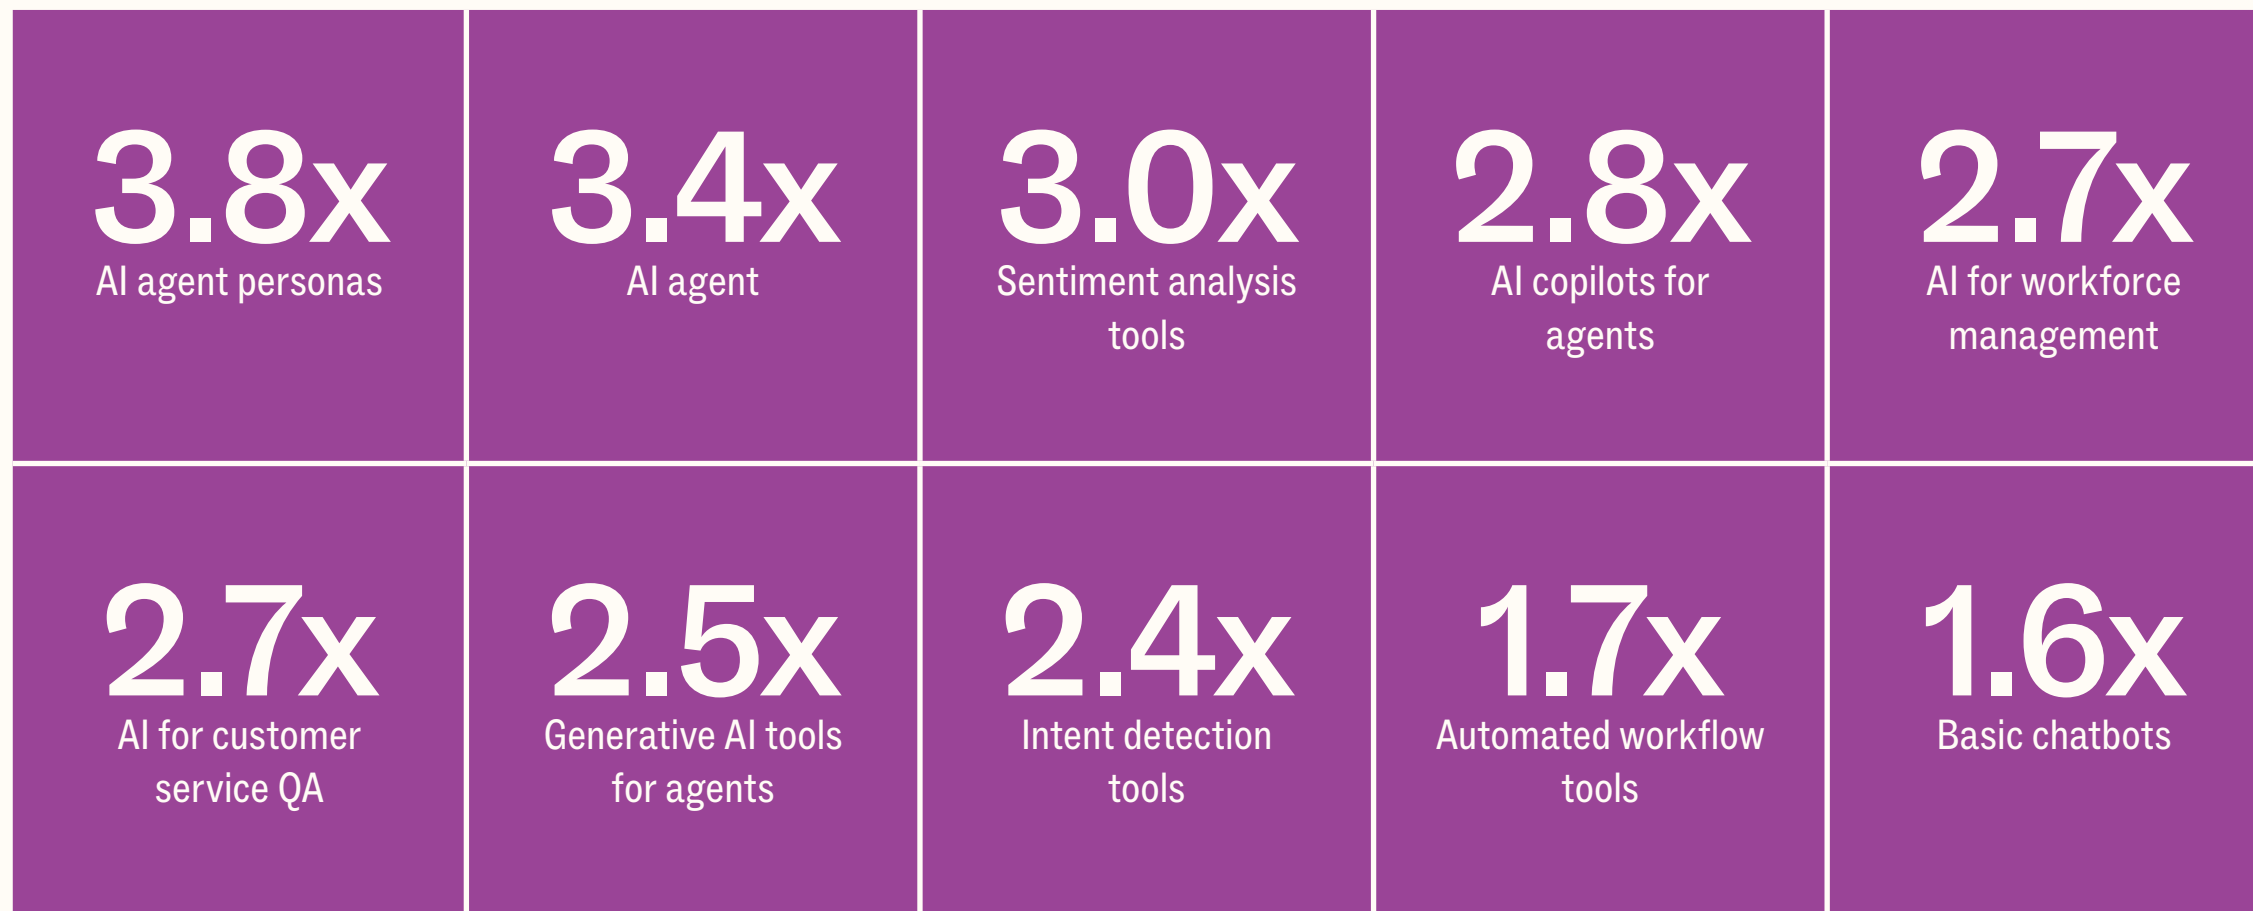 3.8x
AI agent personas
3.4x
AI agent
3.0x
Sentiment analysis
tools
2.8x
AI copilots for
agents
2.7x
AI for workforce
management
2.7x
AI for customer
service QA
2.5x
Generative AI tools
for agents
2.4x
Intent detection
tools
1.7x
Automated workflow
tools
1.6x
Basic chatbots